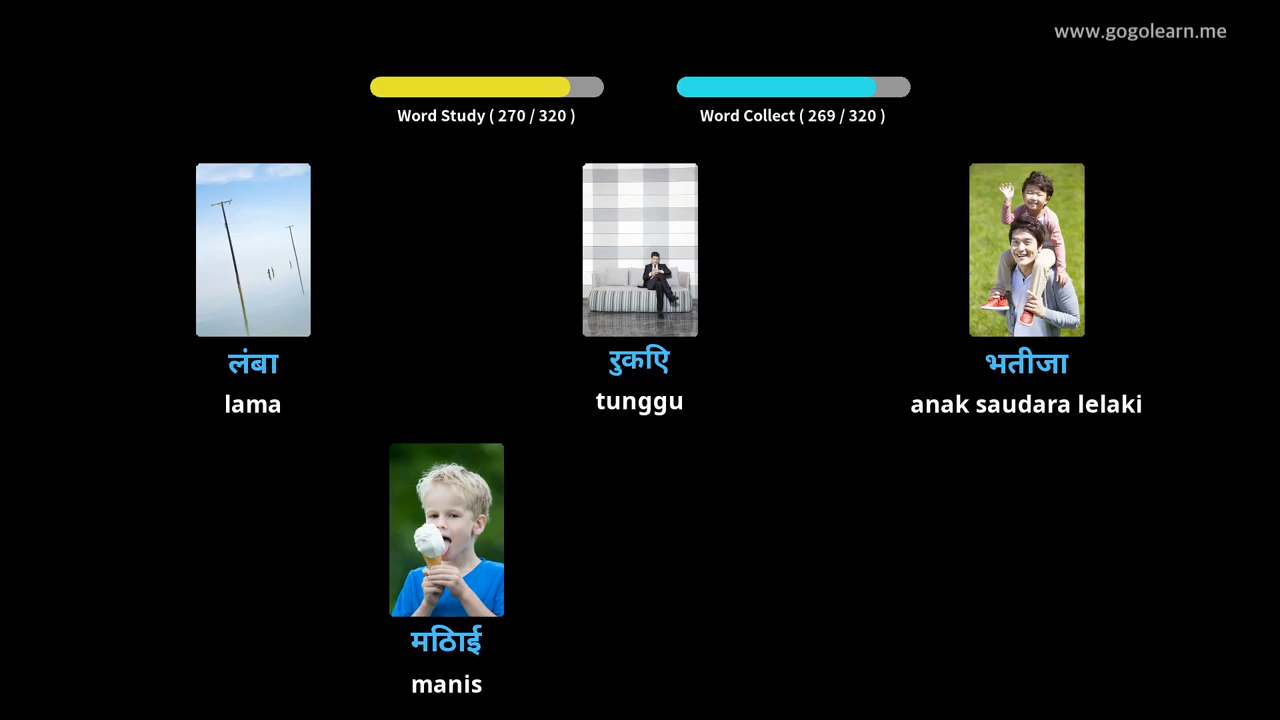 www.gogolearn.me
Word Study ( 270 / 320 )
Word Collect ( 269 / 320 )
लंबा
lama
रुकिए
tunggu
भतीजा
anak saudara lelaki
मिठाई
manis